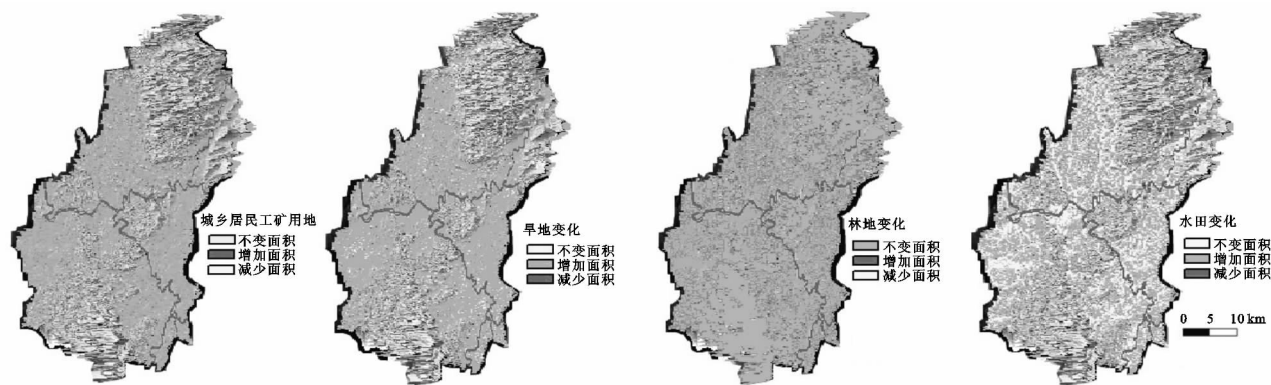 城乡居民工矿用地
不变面积
增加面积
减少面积
旱地变化
不变面积
增加面积
减少面积
林地变化
不变面积
增加面积
减少面积
水田变化
不变面积
增加面积
减少面积
0 5 10 km